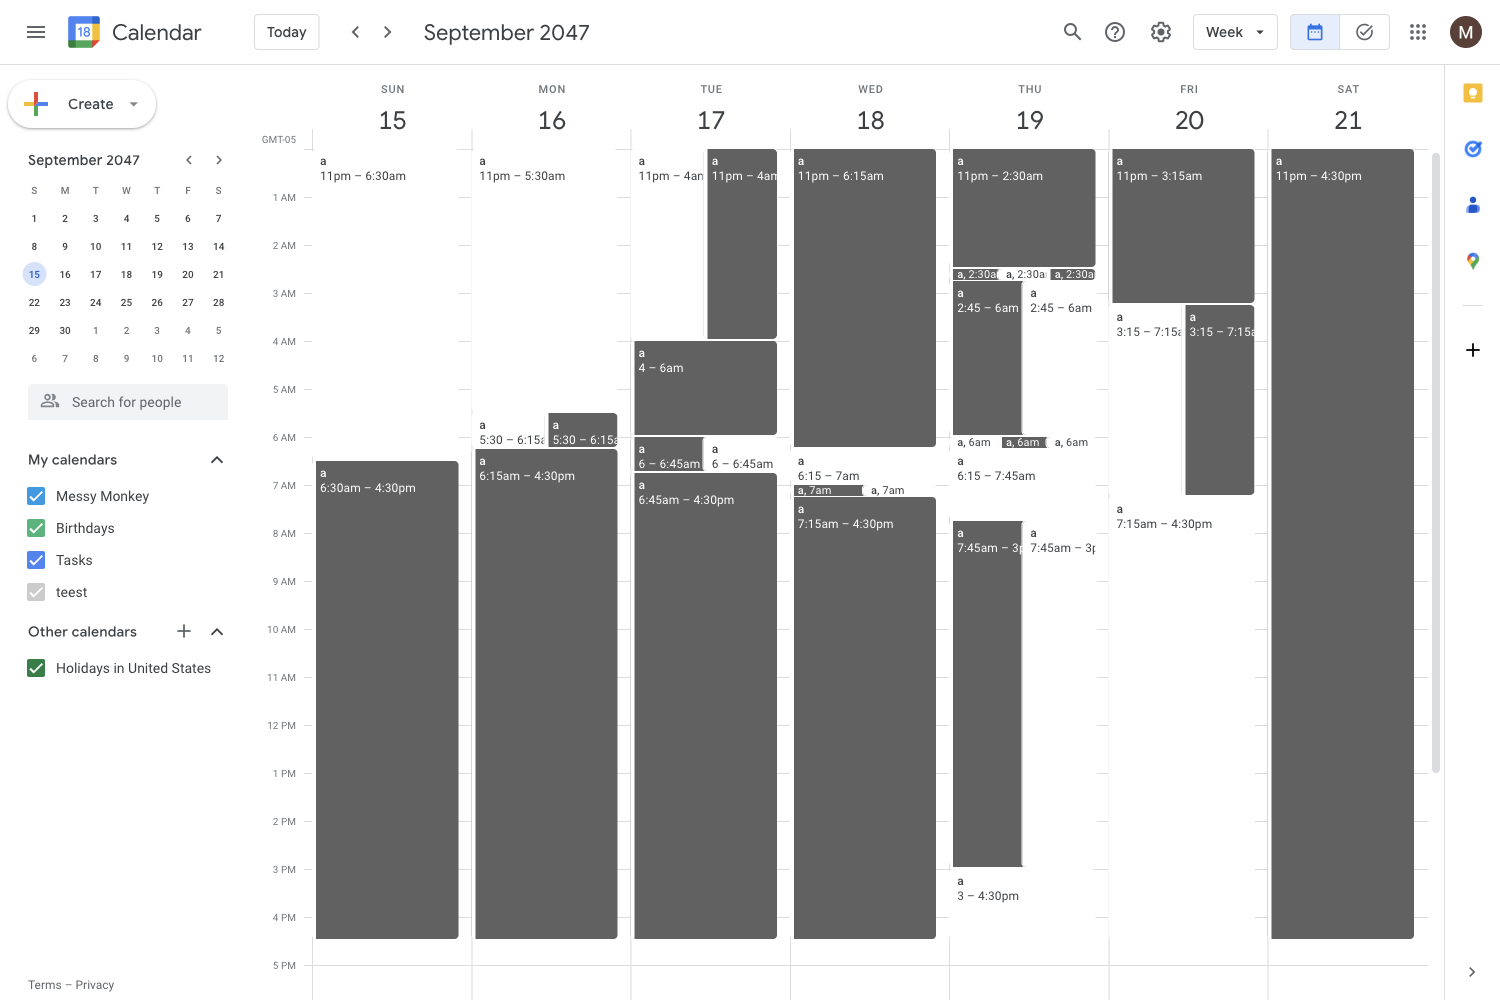 18 Calendar Today September 2047 Week M
Create
SUN MON TUE WED THU FRI SAT
15 16 17 18 19 20 21
GMT-05
September 2047
S M T W T F S
1 2 3 4 5 6 7
8 9 10 11 12 13 14
15 16 17 18 19 20 21
22 23 24 25 26 27 28
29 30 1 2 3 4 5
6 7 8 9 10 11 12
Search for people
My calendars
Messy Monkey
Birthdays
Tasks
teest
Other calendars
Holidays in United States
Terms – Privacy
1 AM
2 AM
3 AM
4 AM
5 AM
6 AM
7 AM
8 AM
9 AM
10 AM
11 AM
12 PM
1 PM
2 PM
3 PM
4 PM
5 PM
a
11pm – 6:30am
a
6:30am – 4:30pm
a
11pm – 5:30am
a
5:30 – 6:15a
a
5:30 – 6:15a
a
6:15am – 4:30pm
a
11pm – 4am
a
11pm – 4am
a
4 – 6am
a
6 – 6:45am
a
6 – 6:45am
a
6:45am – 4:30pm
a
11pm – 6:15am
a
6:15 – 7am
a, 7am
a, 7am
a
7:15am – 4:30pm
a
11pm – 2:30am
a, 2:30a
a, 2:30a
a, 2:30a
a
2:45 – 6am
a
2:45 – 6am
a, 6am
a, 6am
a, 6am
a
6:15 – 7:45am
a
7:45am – 3p
a
7:45am – 3p
a
3 – 4:30pm
a
11pm – 3:15am
a
3:15 – 7:15a
a
3:15 – 7:15a
a
7:15am – 4:30pm
a
11pm – 4:30pm